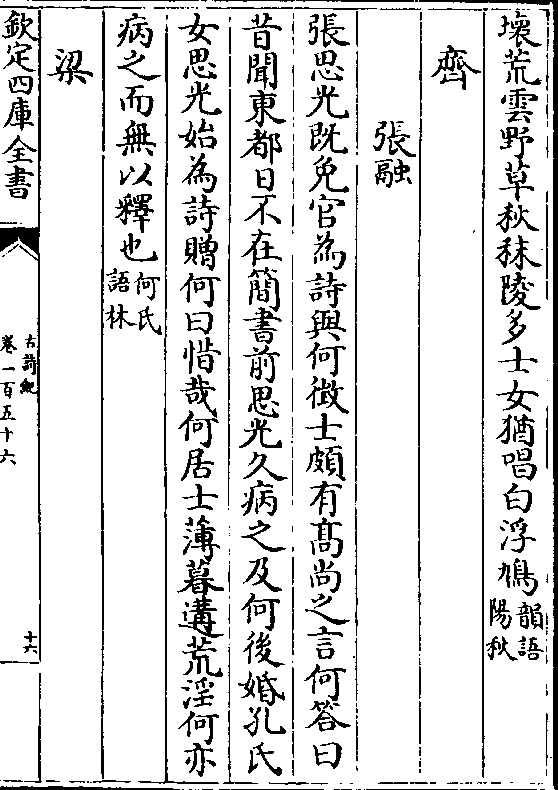 壊荒雲野草秋秣陵多士女猶唱白浮鳩韻語陽秋
齊
張融
張思光既免官為詩與何徴士頗有髙尚之言何答曰
昔聞東都日不在簡書前思光久病之及何後婚孔氏
女思光始為詩贈何曰惜哉何居士薄暮遘荒淫何亦
病之而無以釋也何氏語林
梁
欽定四庫全書
古詩紀
卷一百五十六
十六